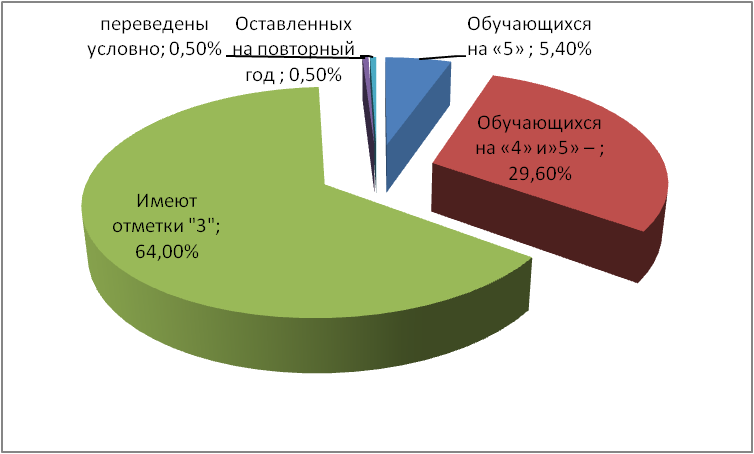 переведены
условно; 0,50%
Оставленных
на повторный
год ; 0,50%
Обучающихся
на «5» ; 5,40%
Обучающихся
на «4» и»5» – ;
29,60%
Имеют
отметки "3";
64,00%